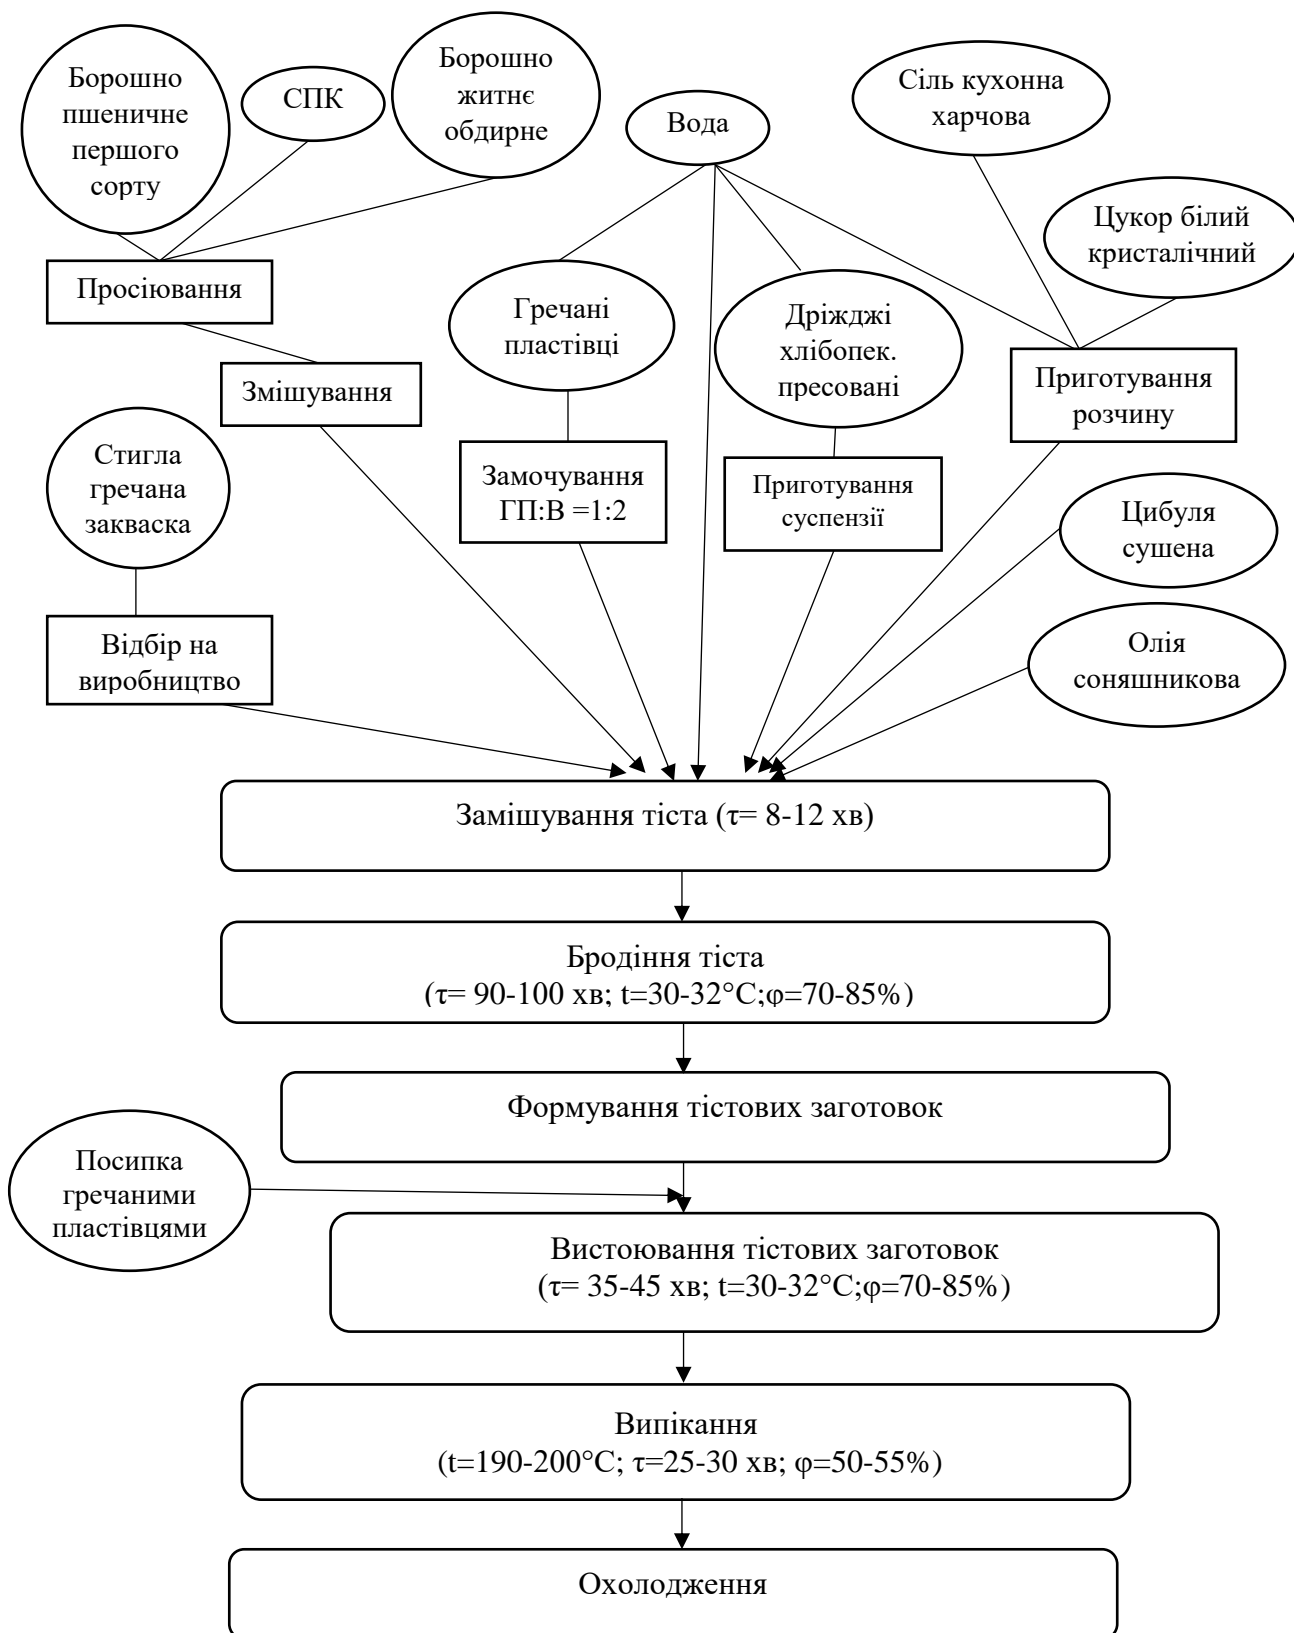 Борошно
пшеничне
першого
сорту
СПК
Борошно
житнє
обдирне
Вода
Сіль кухонна
харчова
Цукор білий
кристалічний
Просіювання
Змішування
Гречані
пластівці
Дріжджі
хлібопек.
пресовані
Приготування
розчину
Стигла
гречана
закваска
Замочування
ГП:В =1:2
Приготування
суспензії
Цибуля
сушена
Відбір на
виробництво
Олія
соняшникова
Замішування тіста (τ= 8-12 хв)
Бродіння тіста
(τ= 90-100 хв; t=30-32°C;φ=70-85%)
Формування тістових заготовок
Посипка
гречаними
пластівцями
Вистоювання тістових заготовок
(τ= 35-45 хв; t=30-32°C;φ=70-85%)
Випікання
(t=190-200°C; τ=25-30 хв; φ=50-55%)
Охолодження